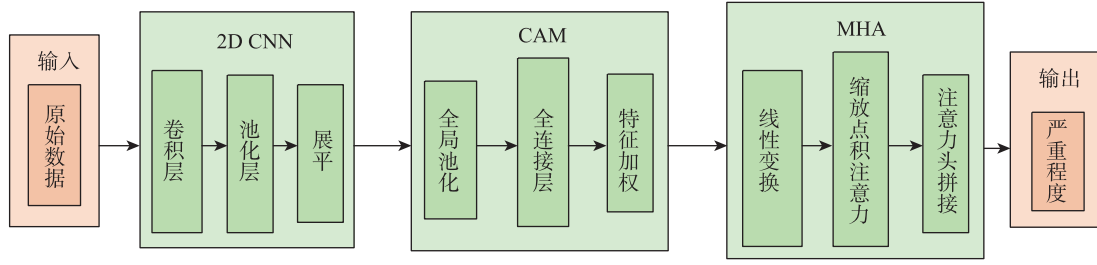 输入
原始数据
2D CNN
卷积层
池化层
展平
CAM
全局池化
全连接层
特征加权
MHA
线性变换
缩放点积注意力
注意力头拼接
输出
严重程度